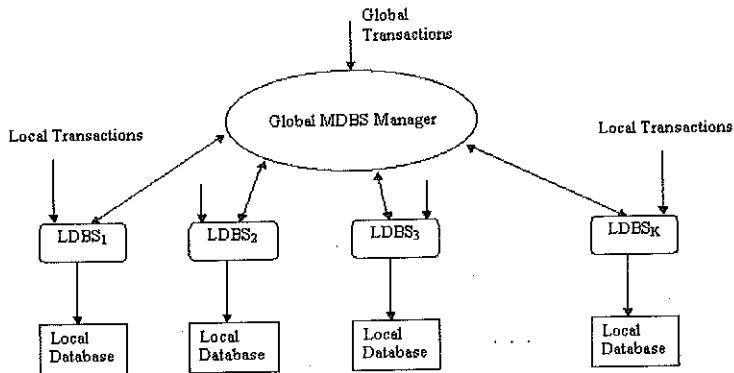 Global
Transactions
Global MDBS Manager
Local Transactions
Local Transactions
LDBS1
LDBS2
LDBS3
LDBSK
Local
Database
Local
Database
Local
Database
. . .
Local
Database